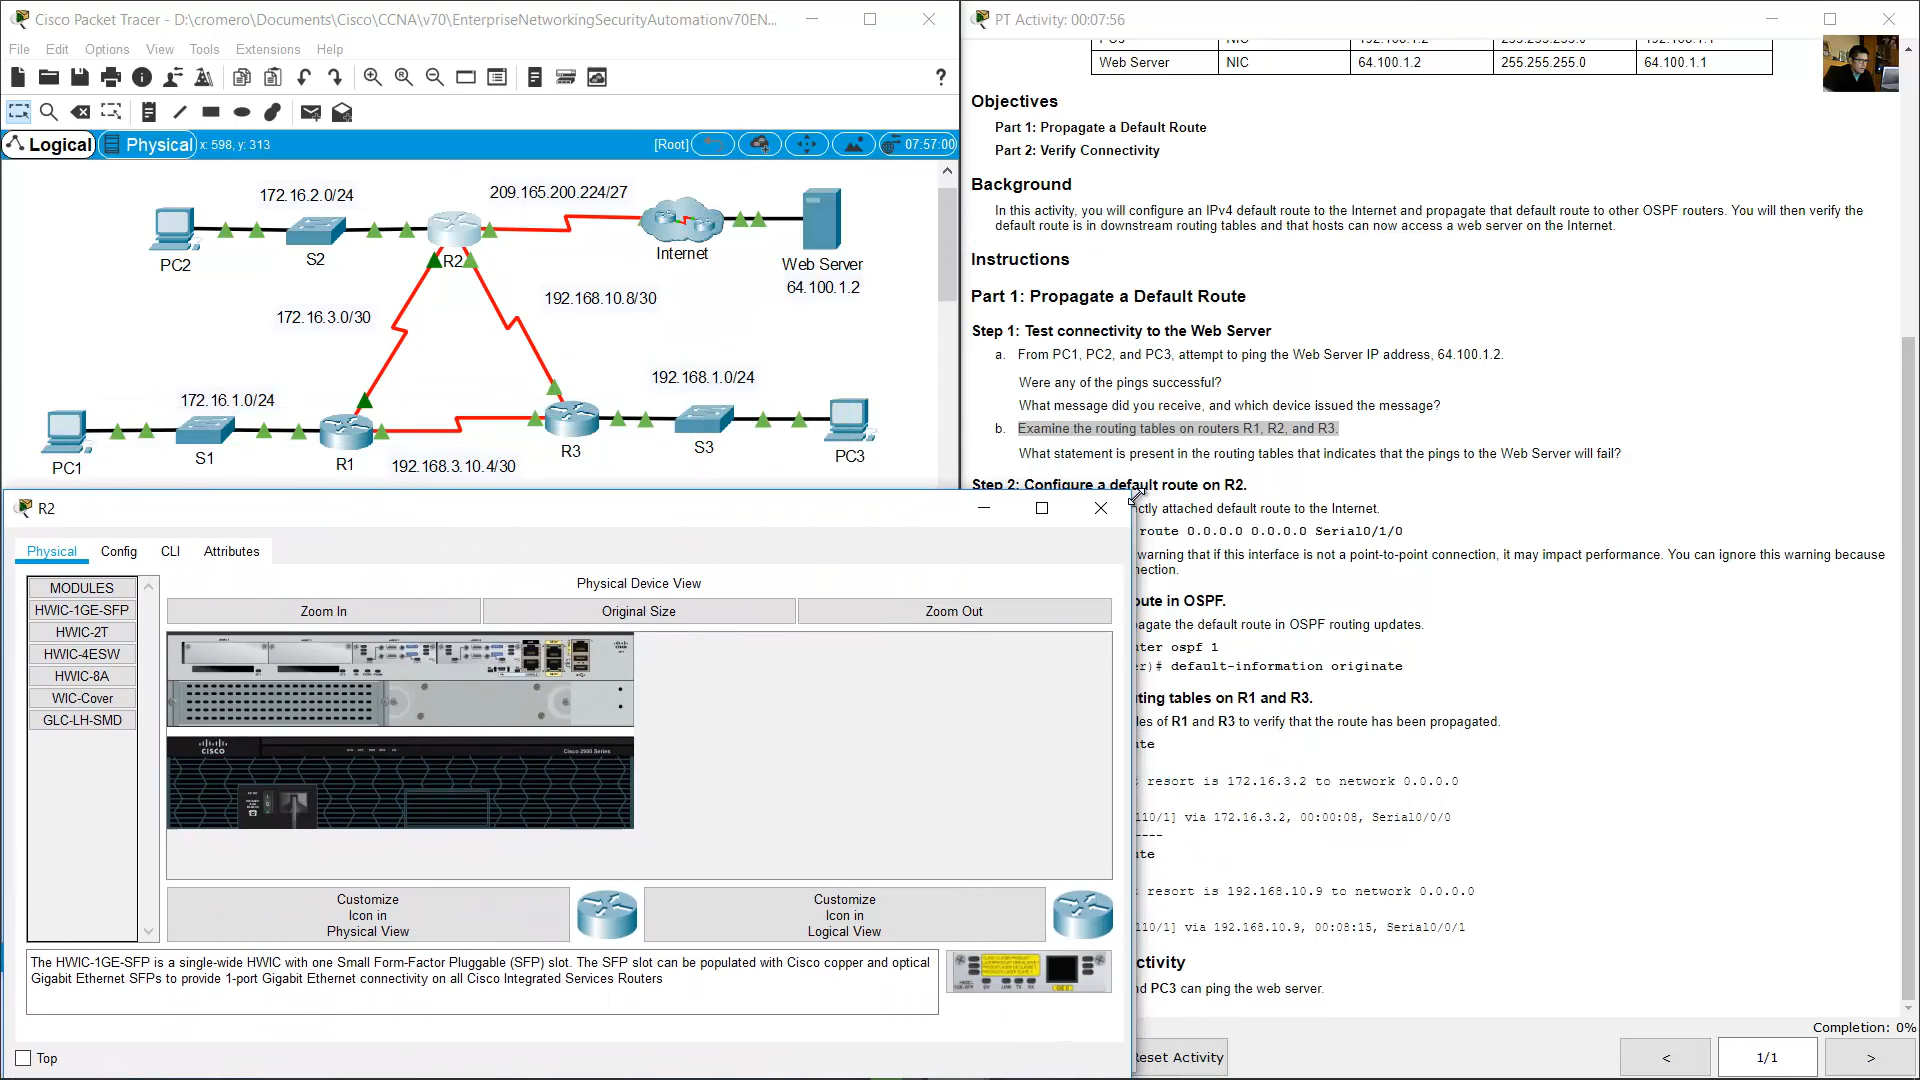 Cisco Packet Tracer - D:\cromero\Documents\Cisco\CCNA\v70\EnterpriseNetworkingSecurityAutomationv70EN...
File Edit Options View Tools Extensions Help
Logical Physical x: 598, y: 313 [Root] 07:57:00
172.16.2.0/24
209.165.200.224/27
PC2
S2
R2
Internet
Web Server
64.100.1.2
172.16.3.0/30
192.168.10.8/30
192.168.1.0/24
172.16.1.0/24
PC1
S1
R1
192.168.3.10.4/30
R3
S3
PC3
R2
Physical Config CLI Attributes
MODULES
HWIC-1GE-SFP
HWIC-2T
HWIC-4ESW
HWIC-8A
WIC-Cover
GLC-LH-SMD
Physical Device View
Zoom In Original Size Zoom Out
CISCO
Cisco 2900 Series
Customize
Icon in
Physical View
Customize
Icon in
Logical View
The HWIC-1GE-SFP is a single-wide HWIC with one Small Form-Factor Pluggable (SFP) slot. The SFP slot can be populated with Cisco copper and optical
Gigabit Ethernet SFPs to provide 1-port Gigabit Ethernet connectivity on all Cisco Integrated Services Routers
Top
PT Activity: 00:07:56
Web Server NIC 64.100.1.2 255.255.255.0 64.100.1.1
Objectives
Part 1: Propagate a Default Route
Part 2: Verify Connectivity
Background
In this activity, you will configure an IPv4 default route to the Internet and propagate that default route to other OSPF routers. You will then verify the
default route is in downstream routing tables and that hosts can now access a web server on the Internet.
Instructions
Part 1: Propagate a Default Route
Step 1: Test connectivity to the Web Server
a. From PC1, PC2, and PC3, attempt to ping the Web Server IP address, 64.100.1.2.
Were any of the pings successful?
What message did you receive, and which device issued the message?
b. Examine the routing tables on routers R1, R2, and R3.
What statement is present in the routing tables that indicates that the pings to the Web Server will fail?
Step 2: Configure a default route on R2.
ctly attached default route to the Internet.
route 0.0.0.0 0.0.0.0 Serial0/1/0
warning that if this interface is not a point-to-point connection, it may impact performance. You can ignore this warning because
nection.
oute in OSPF.
agate the default route in OSPF routing updates.
uter ospf 1
r)# default-information originate
uting tables on R1 and R3.
les of R1 and R3 to verify that the route has been propagated.
ute
resort is 172.16.3.2 to network 0.0.0.0
110/1] via 172.16.3.2, 00:00:08, Serial0/0/0
----
ute
resort is 192.168.10.9 to network 0.0.0.0
110/1] via 192.168.10.9, 00:08:15, Serial0/0/1
ctivity
nd PC3 can ping the web server.
Completion: 0%
Reset Activity < 1/1 >